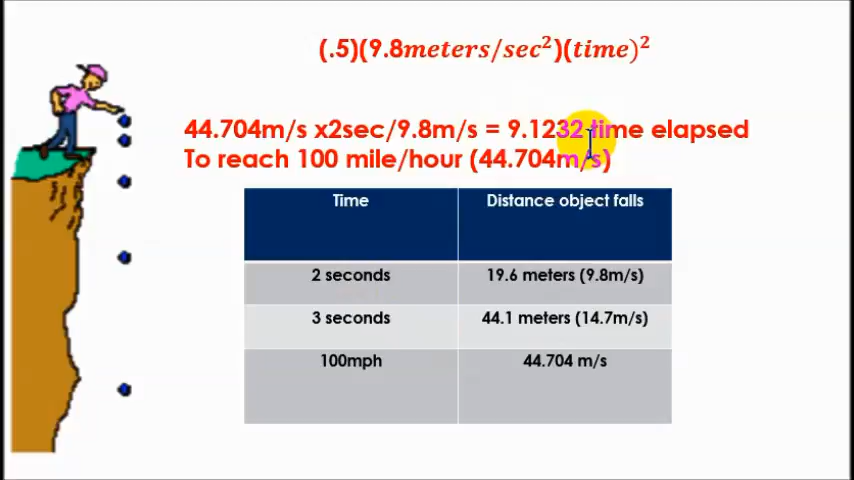 (.5)(9.8meters/sec²)(time)²
44.704m/s x2sec/9.8m/s = 9.1232 time elapsed
To reach 100 mile/hour (44.704m/s)
Time Distance object falls
2 seconds 19.6 meters (9.8m/s)
3 seconds 44.1 meters (14.7m/s)
100mph 44.704 m/s